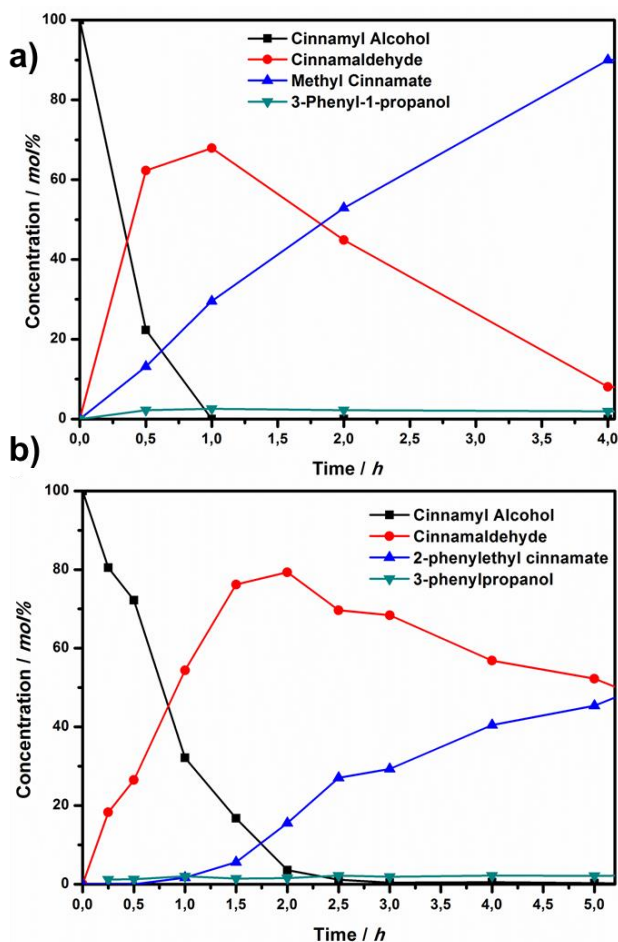 a)
Concentration / mol%
100
80
60
40
20
0
Cinnamyl Alcohol
Cinnamaldehyde
Methyl Cinnamate
3-Phenyl-1-propanol
0,0 0,5 1,0 1,5 2,0 2,5 3,0 3,5 4,0
Time / h
b)
Concentration / mol%
100
80
60
40
20
0
Cinnamyl Alcohol
Cinnamaldehyde
2-phenylethyl cinnamate
3-phenylpropanol
0,0 0,5 1,0 1,5 2,0 2,5 3,0 3,5 4,0 4,5 5,0
Time / h